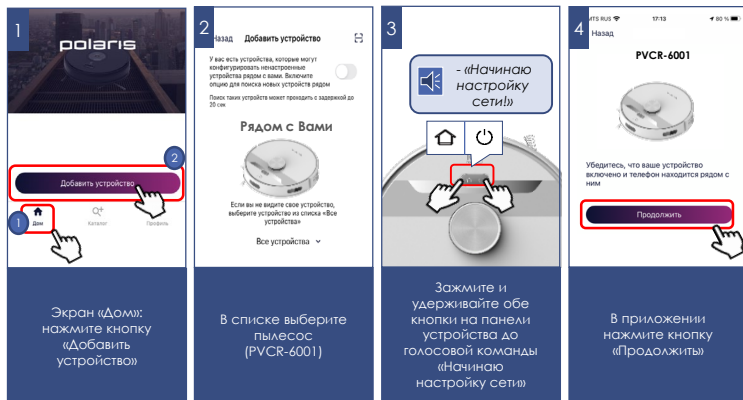 1
polaris
2
Добавить устройство
1
Дом
Каталог
Профиль
Экран «Дом»:
нажмите кнопку
«Добавить
устройство»
2
Назад
Добавить устройство
У вас есть устройства, которые могут
конфигурировать ненастроенные
устройства рядом с вами. Включите
опцию для поиска новых устройств рядом
Поиск таких устройств может проходить с задержкой до
20 сек
Рядом с Вами
Если вы не видите свое устройство,
выберите устройство из списка «Все
устройства»
Все устройства
В списке выберите
пылесос
(PVCR-6001)
3
- «Начинаю
настройку
сети!»
Зажмите и
удерживайте обе
кнопки на панели
устройства до
голосовой команды
«Начинаю
настройку сети»
4
MTS RUS 17:13 80 %
Назад
PVCR-6001
Убедитесь, что ваше устройство
включено и телефон находится рядом с
ним
Продолжить
В приложении
нажмите кнопку
«Продолжить»